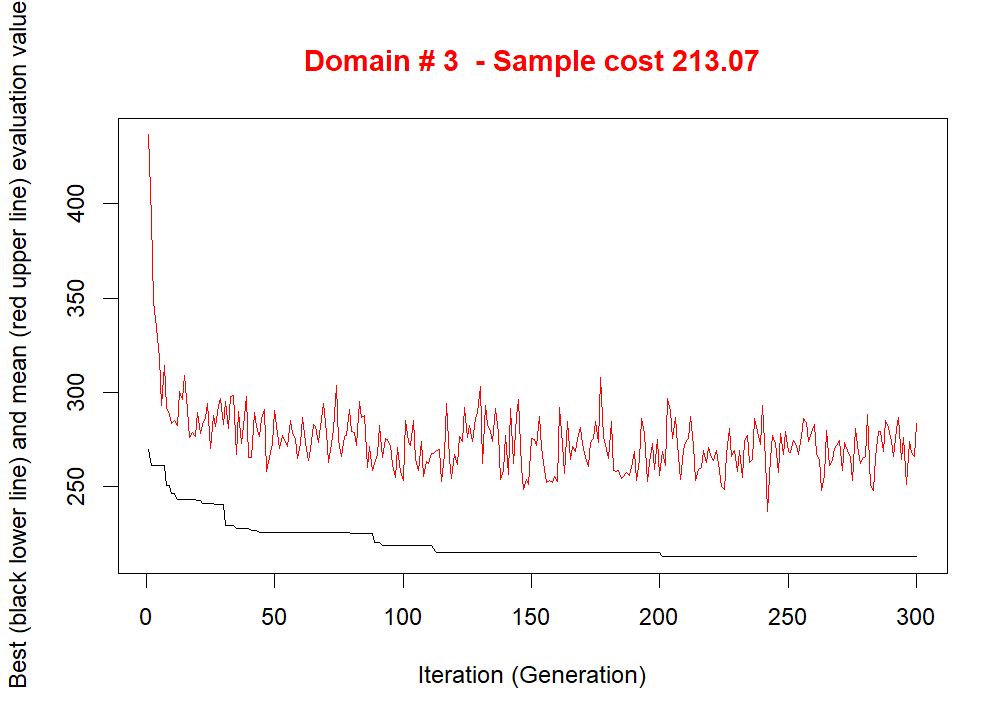 Domain # 3  - Sample cost 213.07
Best (black lower line) and mean (red upper line) evaluation value
400
350
300
250
0 50 100 150 200 250 300
Iteration (Generation)